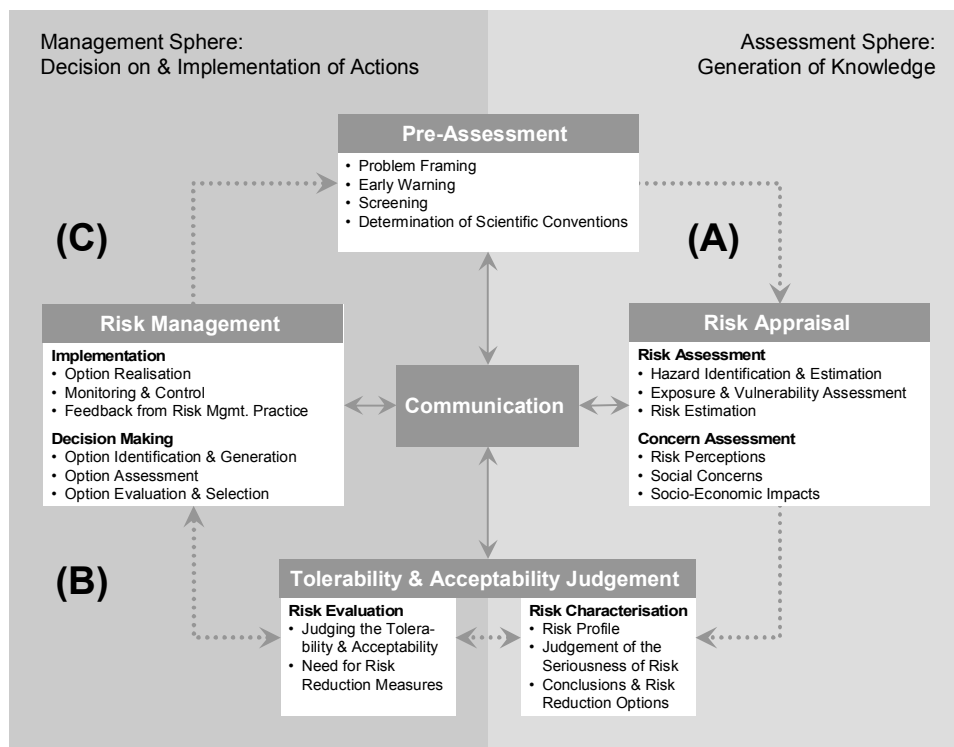 Management Sphere:
Decision on & Implementation of Actions
Assessment Sphere:
Generation of Knowledge
Pre-Assessment
• Problem Framing
• Early Warning
• Screening
• Determination of Scientific Conventions
(C)
(A)
Risk Management
Implementation
• Option Realisation
• Monitoring & Control
• Feedback from Risk Mgmt. Practice
Decision Making
• Option Identification & Generation
• Option Assessment
• Option Evaluation & Selection
Communication
Risk Appraisal
Risk Assessment
• Hazard Identification & Estimation
• Exposure & Vulnerability Assessment
• Risk Estimation
Concern Assessment
• Risk Perceptions
• Social Concerns
• Socio-Economic Impacts
(B)
Tolerability & Acceptability Judgement
Risk Evaluation
• Judging the Tolera-
bility & Acceptability
• Need for Risk
Reduction Measures
Risk Characterisation
• Risk Profile
• Judgement of the
Seriousness of Risk
• Conclusions & Risk
Reduction Options